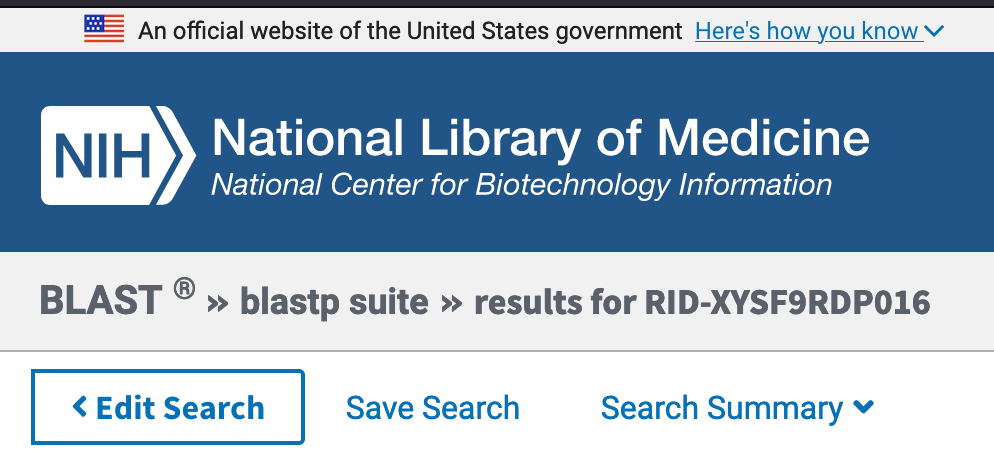 An official website of the United States government Here's how you know
NIH National Library of Medicine
National Center for Biotechnology Information
BLAST ® » blastp suite » results for RID-XYSF9RDP016
Edit Search Save Search Search Summary